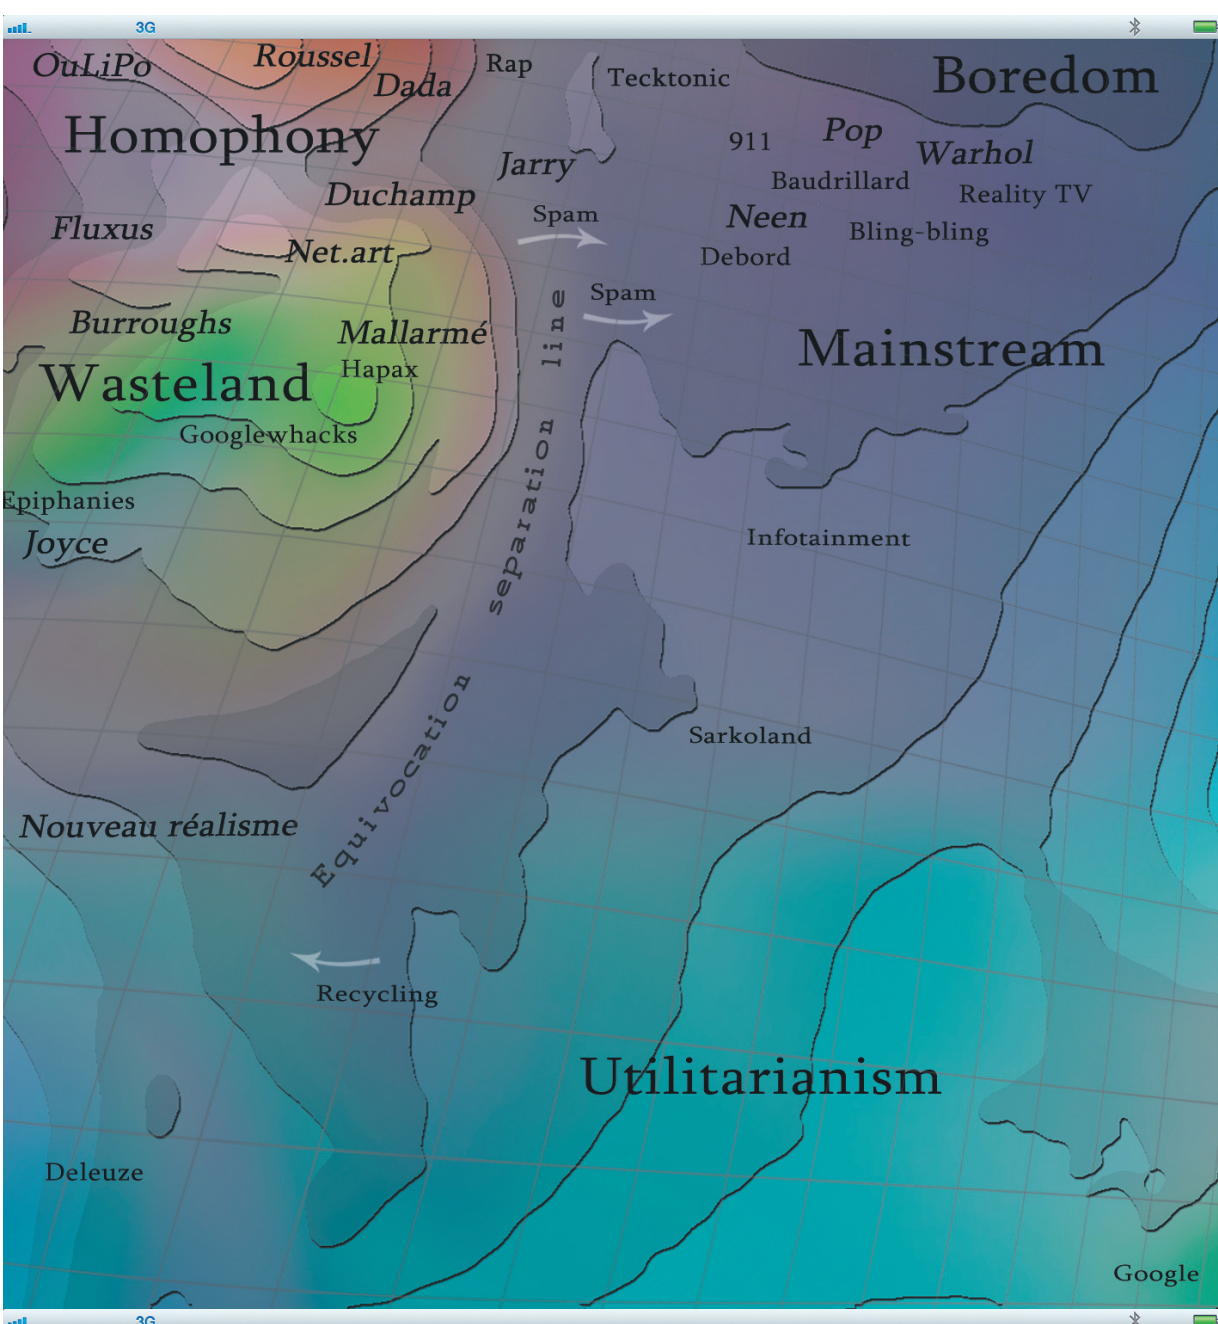 3G
OuLiPo
Roussel
Dada
Rap
Tecktonic
Boredom
Homophony
911
Pop
Warhol
Jarry
Baudrillard
Reality TV
Duchamp
Spam
Neen
Bling-bling
Fluxus
Net.art
Debord
Spam
Burroughs
Mallarmé
Mainstream
Wasteland
Hapax
Googlewhacks
Equivocation separation line
Epiphanies
Joyce
Infotainment
Sarkoland
Nouveau réalisme
Recycling
Utilitarianism
Deleuze
Google
3G